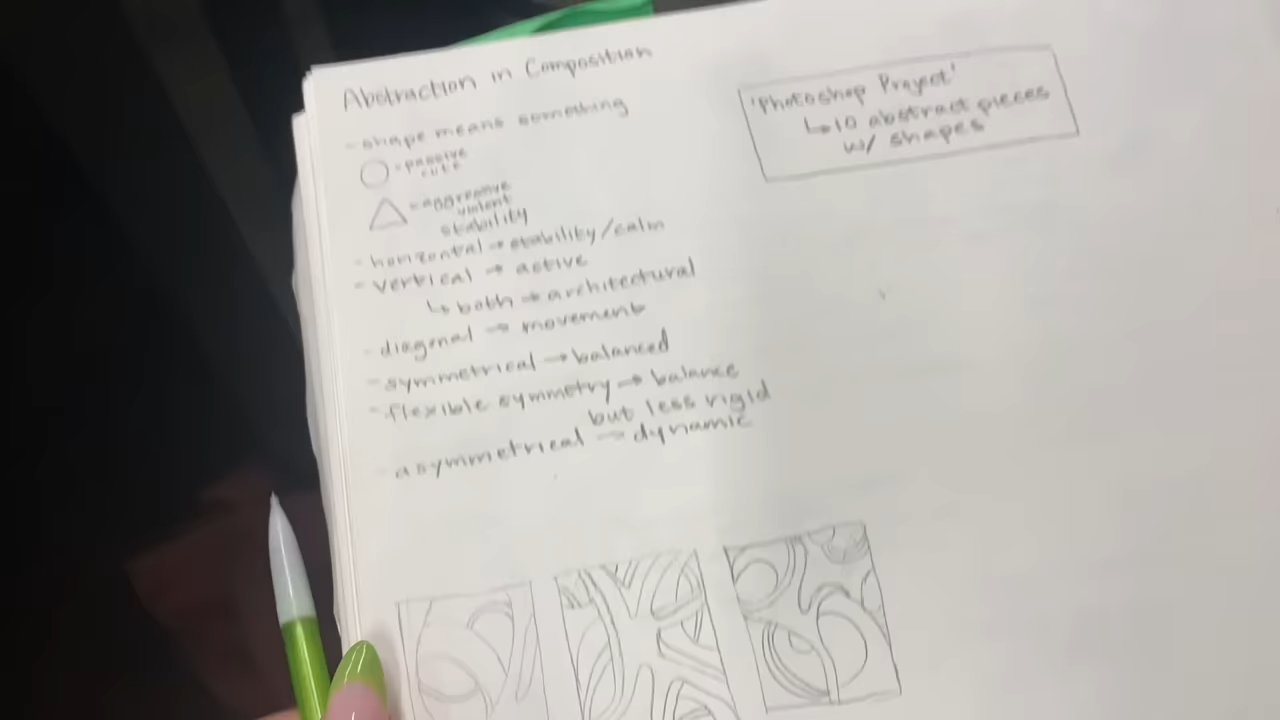 Abstraction in Composition
- shape means something
- passive
cute
= aggressive
violent
stability
- horizontal → stability/calm
- vertical → active
↳ both → architectural
- diagonal → movement
- symmetrical → balanced
- flexible symmetry → balance
but less rigid
- asymmetrical → dynamic
'Photoshop Project'
↳ 10 abstract pieces
w/ shapes